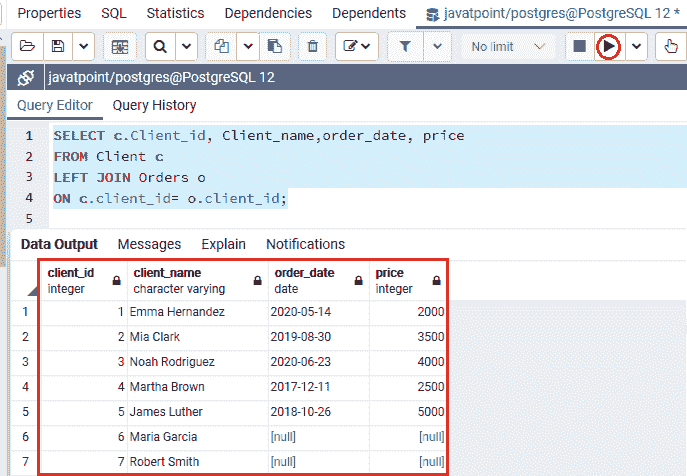 Properties SQL Statistics Dependencies Dependents javatpoint/postgres@PostgreSQL 12 *
No limit
javatpoint/postgres@PostgreSQL 12
Query Editor Query History
1 SELECT c.Client_id, Client_name,order_date, price
2 FROM Client c
3 LEFT JOIN Orders o
4 ON c.client_id= o.client_id;
5
Data Output Messages Explain Notifications
client_id client_name order_date price
integer character varying date integer
1 1 Emma Hernandez 2020-05-14 2000
2 2 Mia Clark 2019-08-30 3500
3 3 Noah Rodriguez 2020-06-23 4000
4 4 Martha Brown 2017-12-11 2500
5 5 James Luther 2018-10-26 5000
6 6 Maria Garcia [null] [null]
7 7 Robert Smith [null] [null]